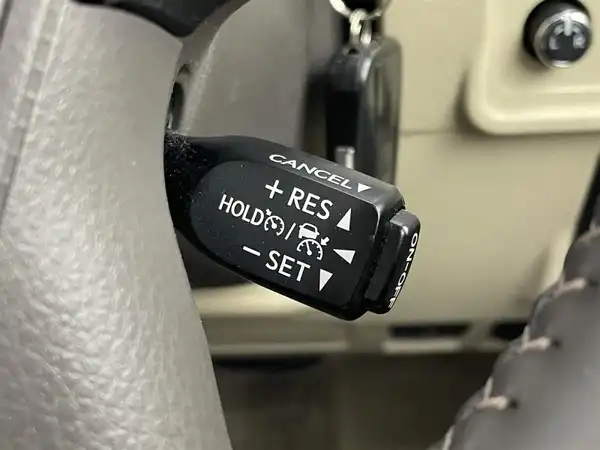 CANCEL
+ RES
HOLD /
- SET
ON-OFF